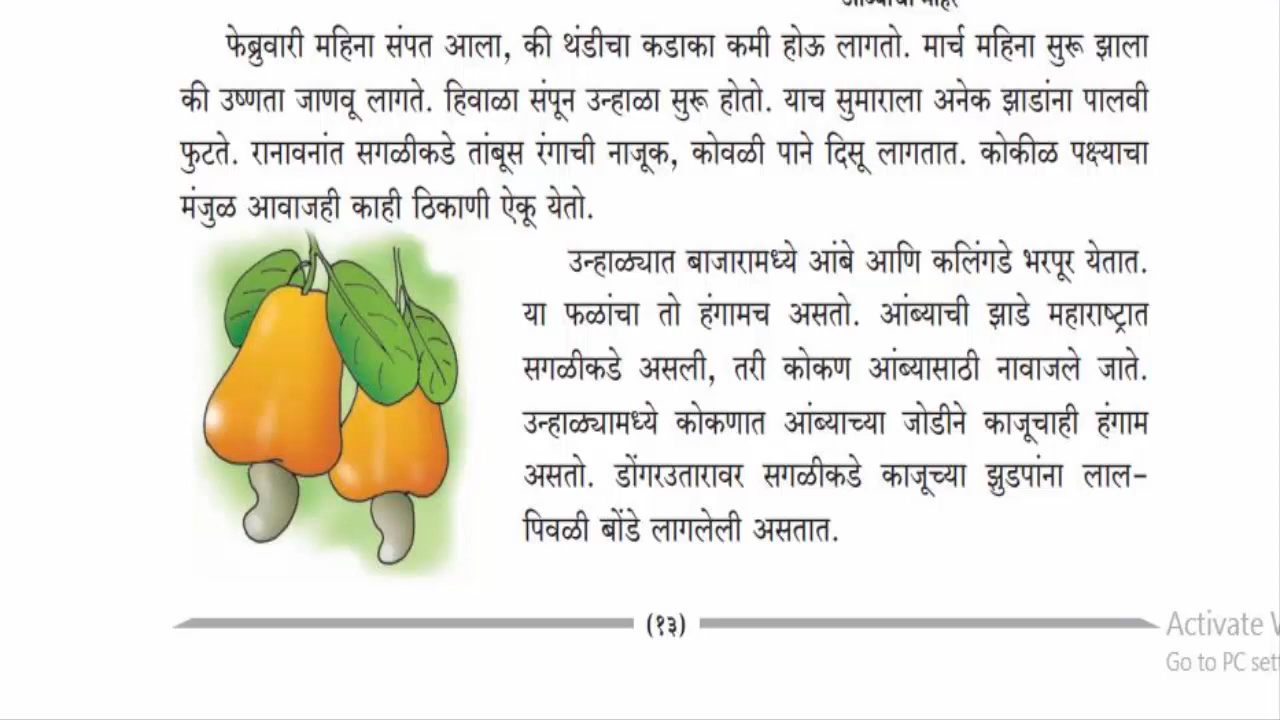 फेब्रुवारी महिना संपत आला, की थंडीचा कडाका कमी होऊ लागतो. मार्च महिना सुरू झाला
की उष्णता जाणवू लागते. हिवाळा संपून उन्हाळा सुरू होतो. याच सुमाराला अनेक झाडांना पालवी
फुटते. रानावनांत सगळीकडे तांबूस रंगाची नाजूक, कोवळी पाने दिसू लागतात. कोकीळ पक्ष्याचा
मंजुळ आवाजही काही ठिकाणी ऐकू येतो.
उन्हाळ्यात बाजारामध्ये आंबे आणि कलिंगडे भरपूर येतात.
या फळांचा तो हंगामच असतो. आंब्याची झाडे महाराष्ट्रात
सगळीकडे असली, तरी कोकण आंब्यासाठी नावाजले जाते.
उन्हाळ्यामध्ये कोकणात आंब्याच्या जोडीने काजूचाही हंगाम
असतो. डोंगरउतारावर सगळीकडे काजूच्या झुडपांना लाल-
पिवळी बोंडे लागलेली असतात.
(१३)
Activate
Go to PC